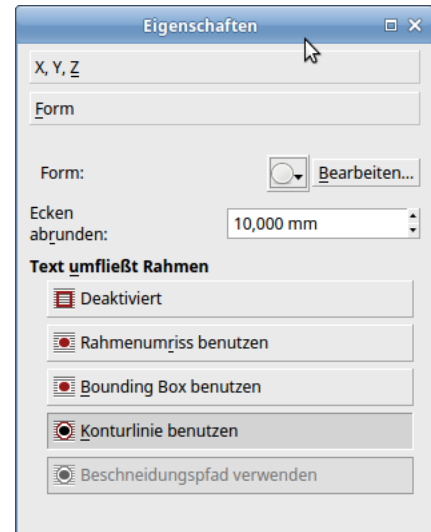 Eigenschaften
X, Y, Z
Form
Form:
Bearbeiten...
Ecken
abrunden:
10,000 mm
Text umfließt Rahmen
Deaktiviert
Rahmenumriss benutzen
Bounding Box benutzen
Konturlinie benutzen
Beschneidungspfad verwenden